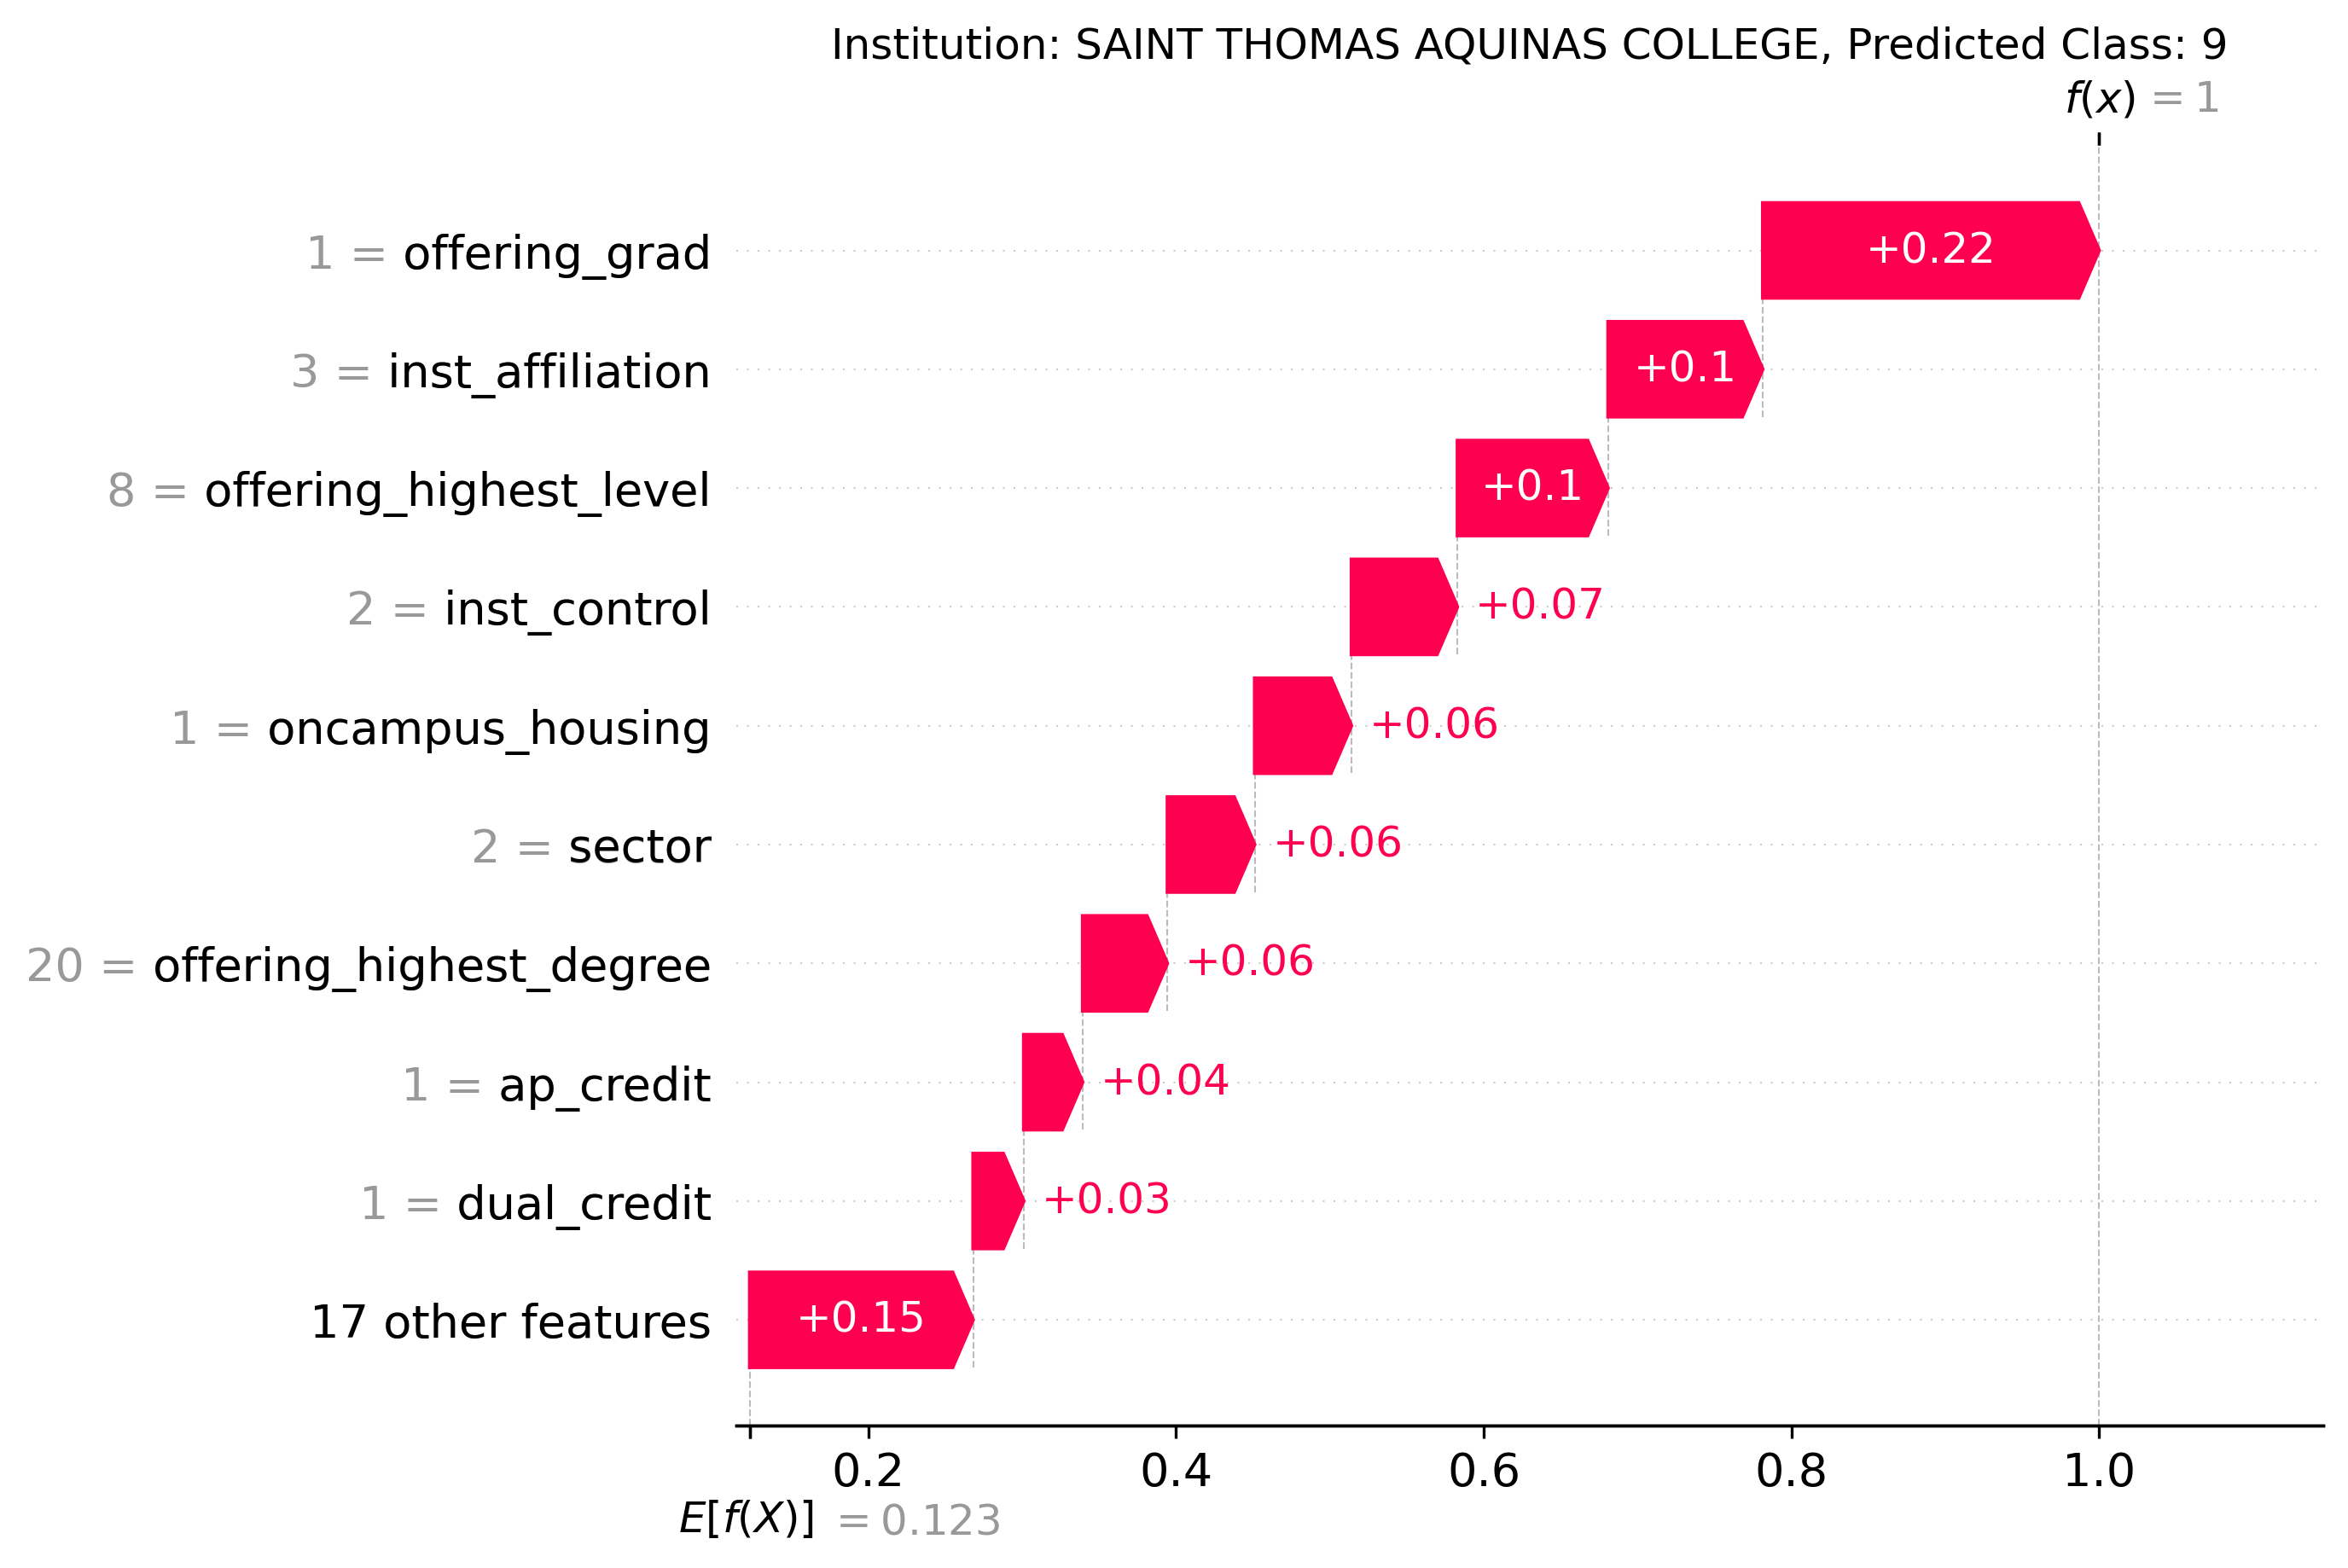 Institution: SAINT THOMAS AQUINAS COLLEGE, Predicted Class: 9
f(x) = 1
1 = offering_grad
+0.22
3 = inst_affiliation
+0.1
8 = offering_highest_level
+0.1
2 = inst_control
+0.07
1 = oncampus_housing
+0.06
2 = sector
+0.06
20 = offering_highest_degree
+0.06
1 = ap_credit
+0.04
1 = dual_credit
+0.03
17 other features
+0.15
0.2 0.4 0.6 0.8 1.0
E[f(X)] = 0.123